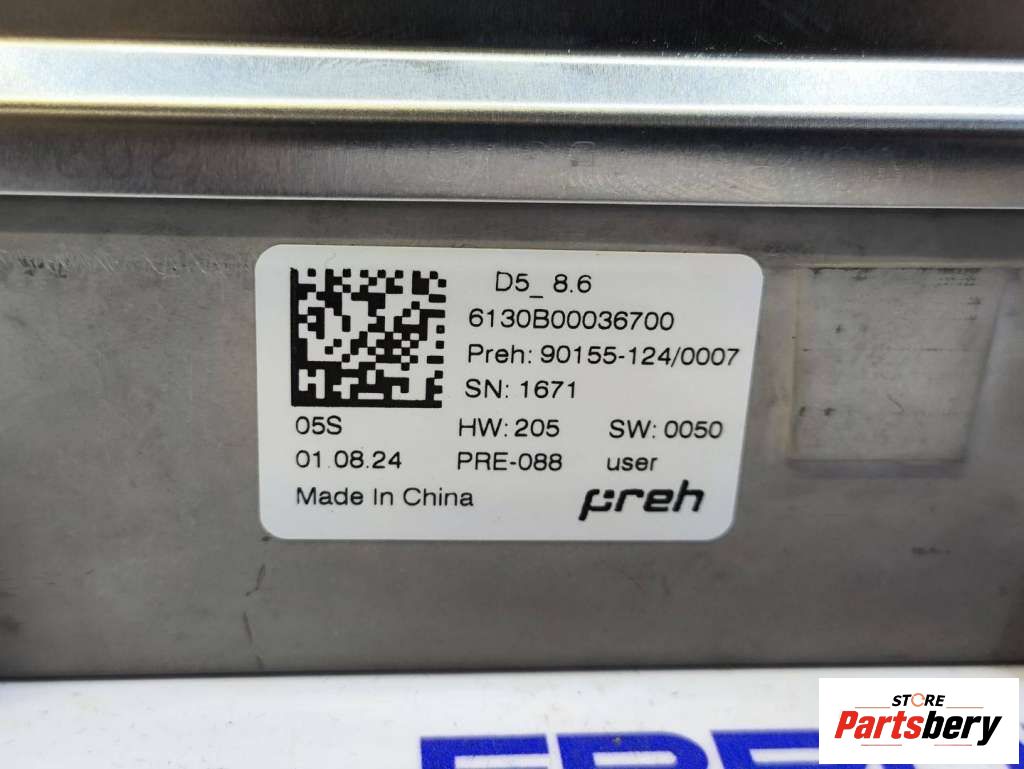 D5_ 8.6
6130B00036700
Preh: 90155-124/0007
SN: 1671
05S HW: 205 SW: 0050
01.08.24 PRE-088 user
Made In China preh
STORE
Partsbery